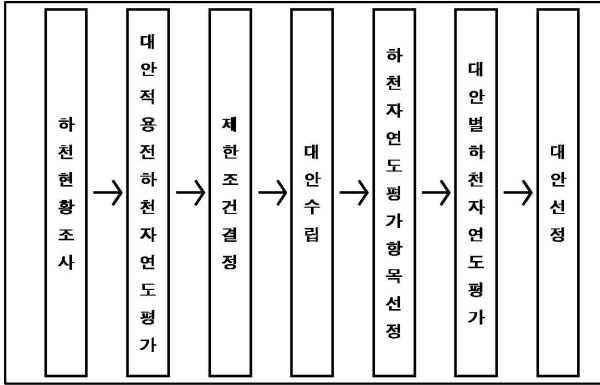 하천현황조사
대안적용전하천자연도평가
제한조건결정
대안수립
하천자연도평가항목선정
대안별하천자연도평가
대안선정